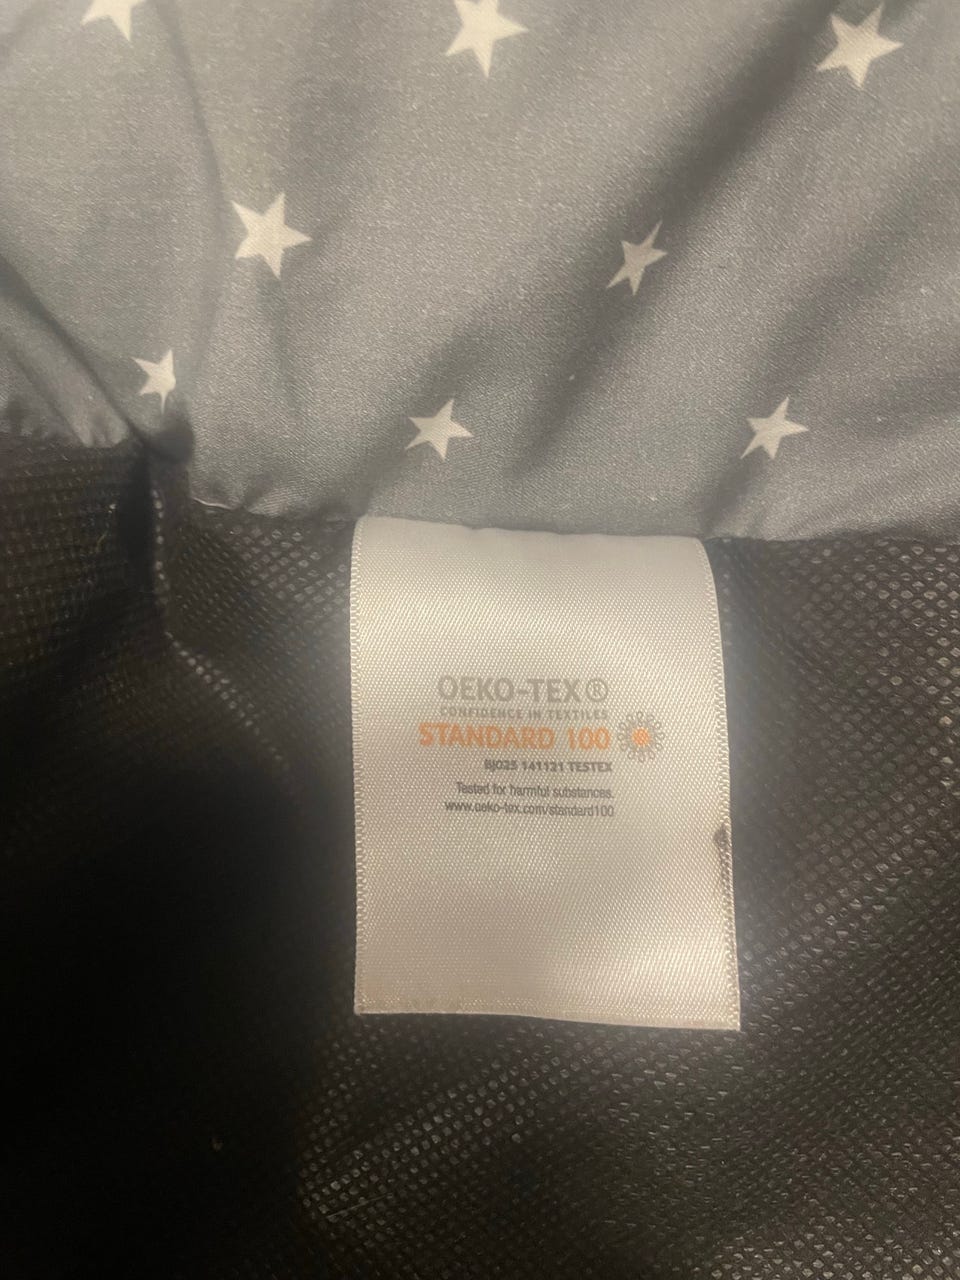 OEKO-TEX®
CONFIDENCE IN TEXTILES
STANDARD 100
BJ025 141121 TESTEX
Tested for harmful substances.
www.oeko-tex.com/standard100